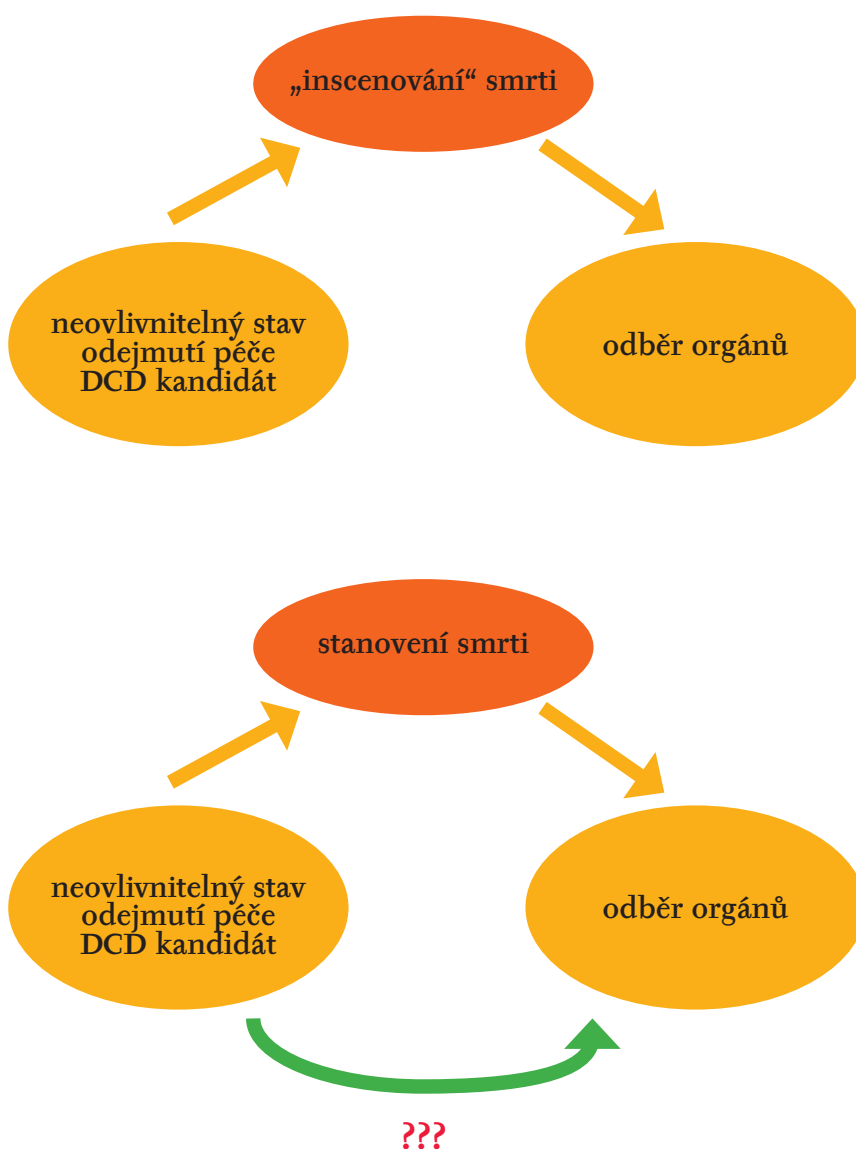 „inscenování“ smrti
neovlivnitelný stav
odejmutí péče
DCD kandidát
odběr orgánů
stanovení smrti
neovlivnitelný stav
odejmutí péče
DCD kandidát
odběr orgánů
???